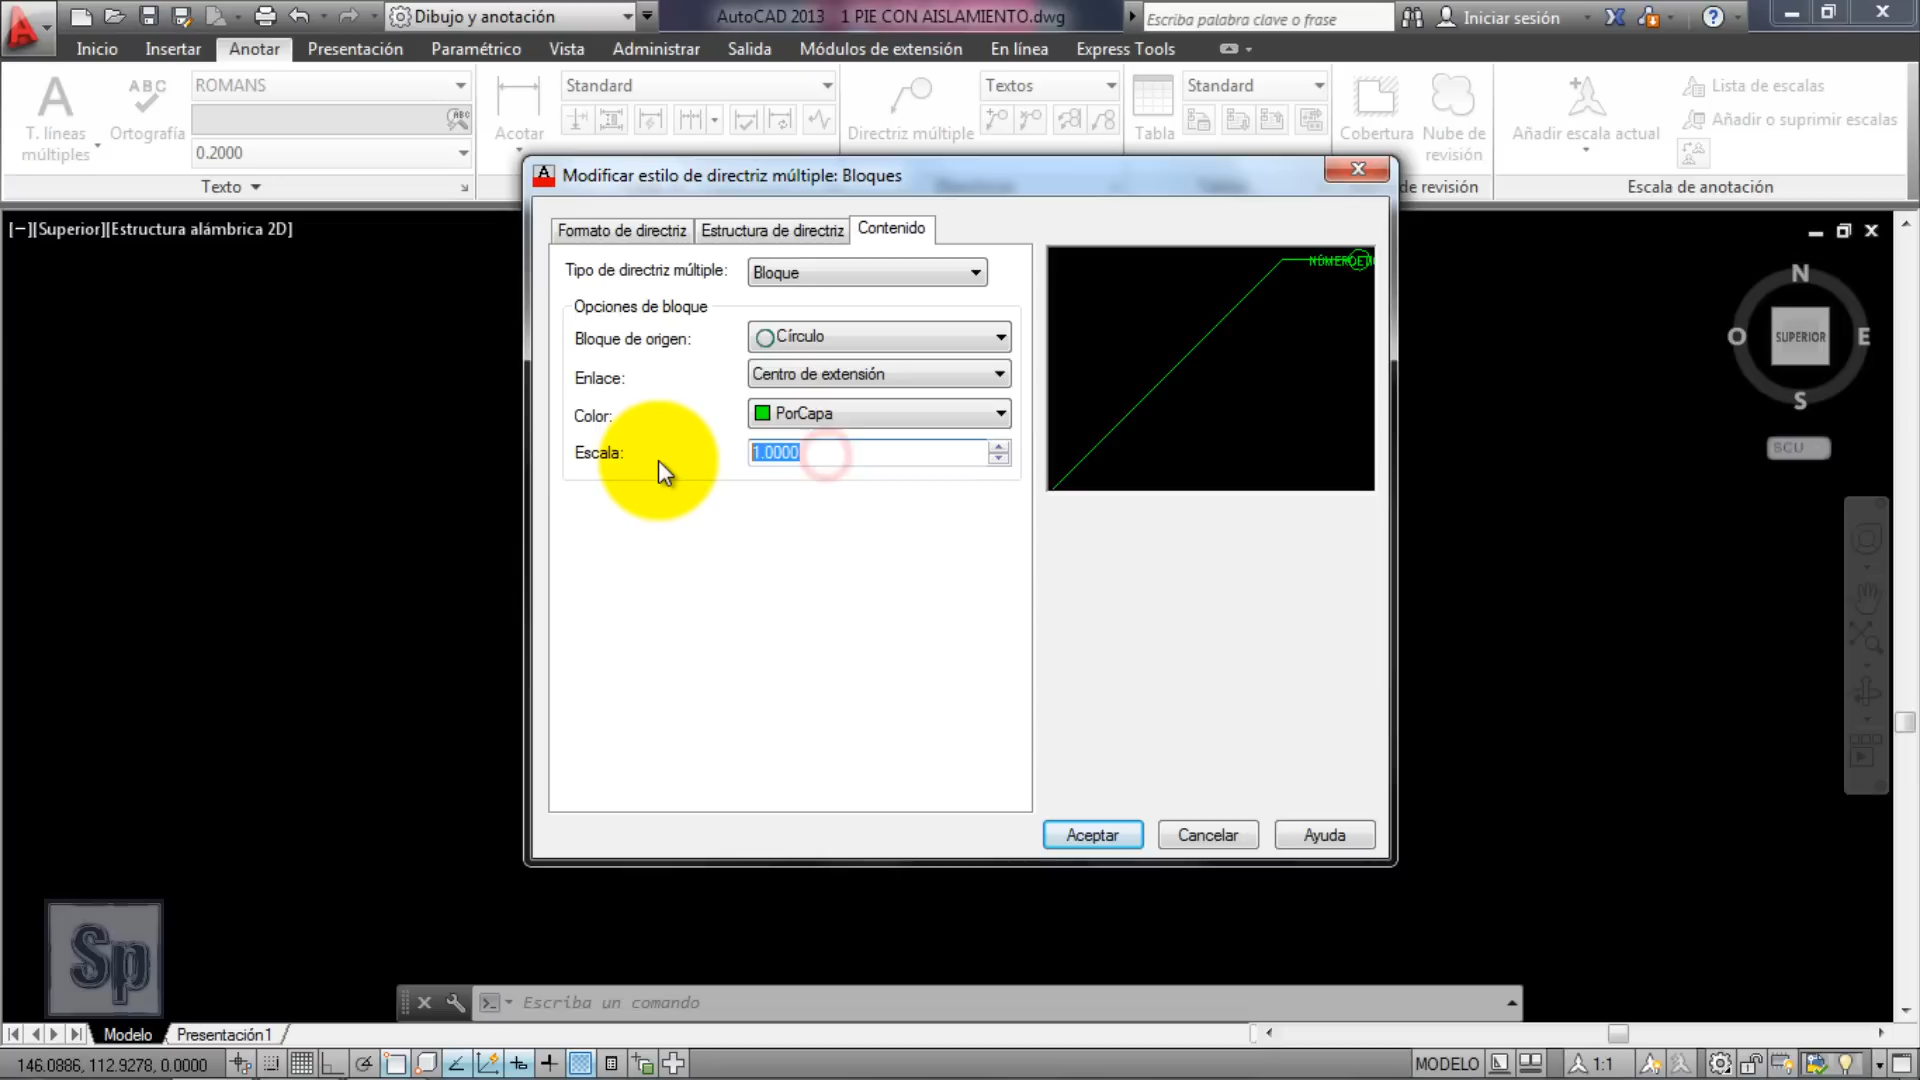 Dibujo y anotación
AutoCAD 2013 1 PIE CON AISLAMIENTO.dwg
Escriba palabra clave o frase
Iniciar sesión
Inicio Insertar Anotar Presentación Paramétrico Vista Administrar Salida Módulos de extensión En línea Express Tools
ROMANS
0.2000
A
T. líneas múltiples
ABC
Ortografía
Texto
Acotar
Standard
Directriz múltiple
Textos
Tabla
Standard
Cobertura
Nube de revisión
de revisión
Añadir escala actual
Lista de escalas
Añadir o suprimir escalas
Escala de anotación
[−][Superior][Estructura alámbrica 2D]
Modificar estilo de directriz múltiple: Bloques
Formato de directriz Estructura de directriz Contenido
Tipo de directriz múltiple: Bloque
Opciones de bloque
Bloque de origen: Círculo
Enlace: Centro de extensión
Color: PorCapa
Escala: 1.0000
Aceptar Cancelar Ayuda
N
O SUPERIOR E
S
SCU
Sp
Escriba un comando
Modelo Presentación1
146.0886, 112.9278, 0.0000
MODELO
1:1